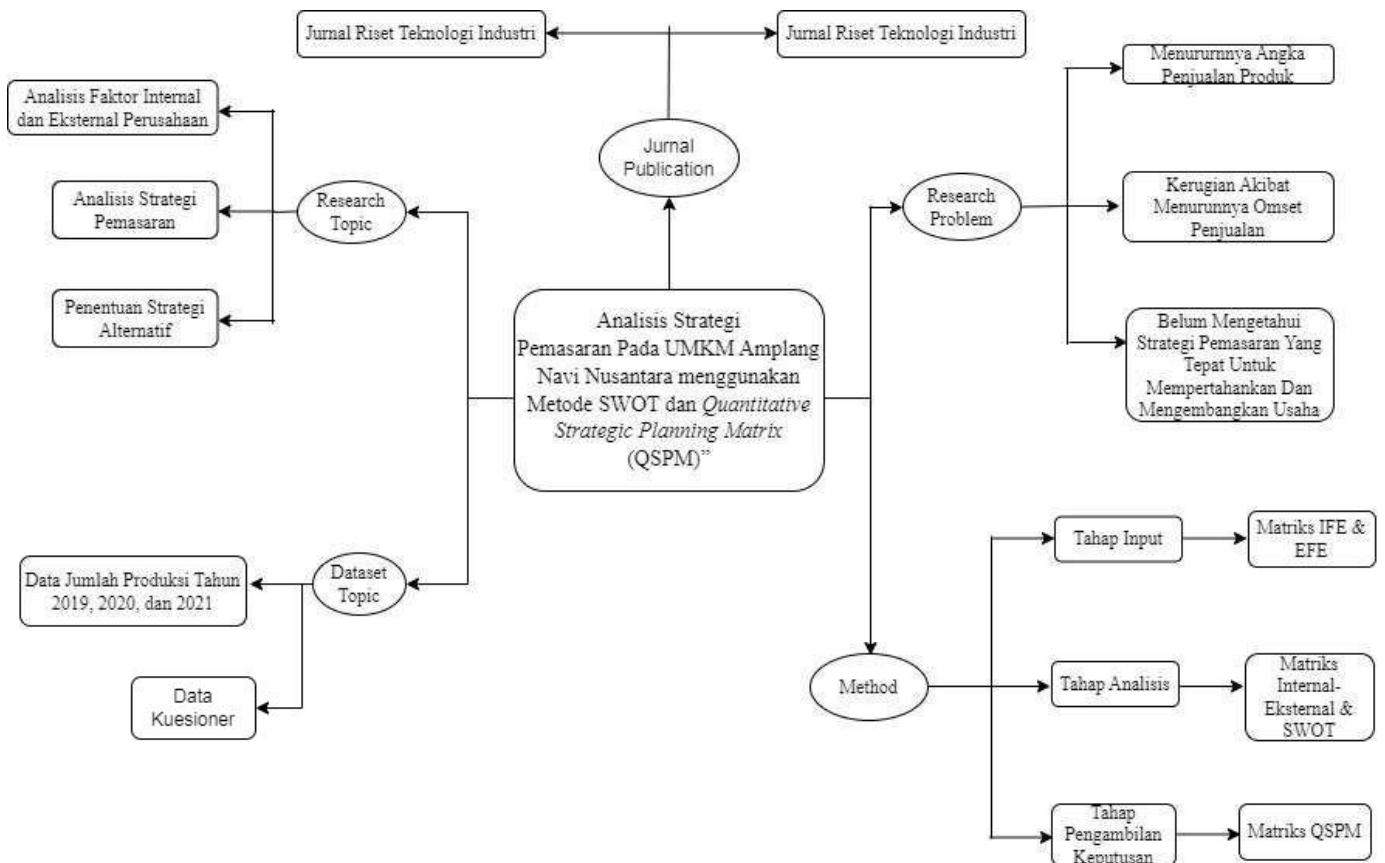 Jurnal Riset Teknologi Industri
Jurnal Riset Teknologi Industri
Jurnal
Publication
Analisis Faktor Internal
dan Eksternal Perusahaan
Analisis Strategi
Pemasaran
Penentuan Strategi
Alternatif
Research
Topic
Research
Problem
Menururnnya Angka
Penjualan Produk
Kerugian Akibat
Menurunnya Omset
Penjualan
Belum Mengetahui
Strategi Pemasaran Yang
Tepat Untuk
Mempertahankan Dan
Mengembangkan Usaha
Analisis Strategi
Pemasaran Pada UMKM Amplang
Navi Nusantara menggunakan
Metode SWOT dan Quantitative
Strategic Planning Matrix
(QSPM)”
Data Jumlah Produksi Tahun
2019, 2020, dan 2021
Dataset
Topic
Data
Kuesioner
Method
Tahap Input
Matriks IFE &
EFE
Tahap Analisis
Matriks
Internal-
Eksternal &
SWOT
Tahap
Pengambilan
Keputusan
Matriks QSPM